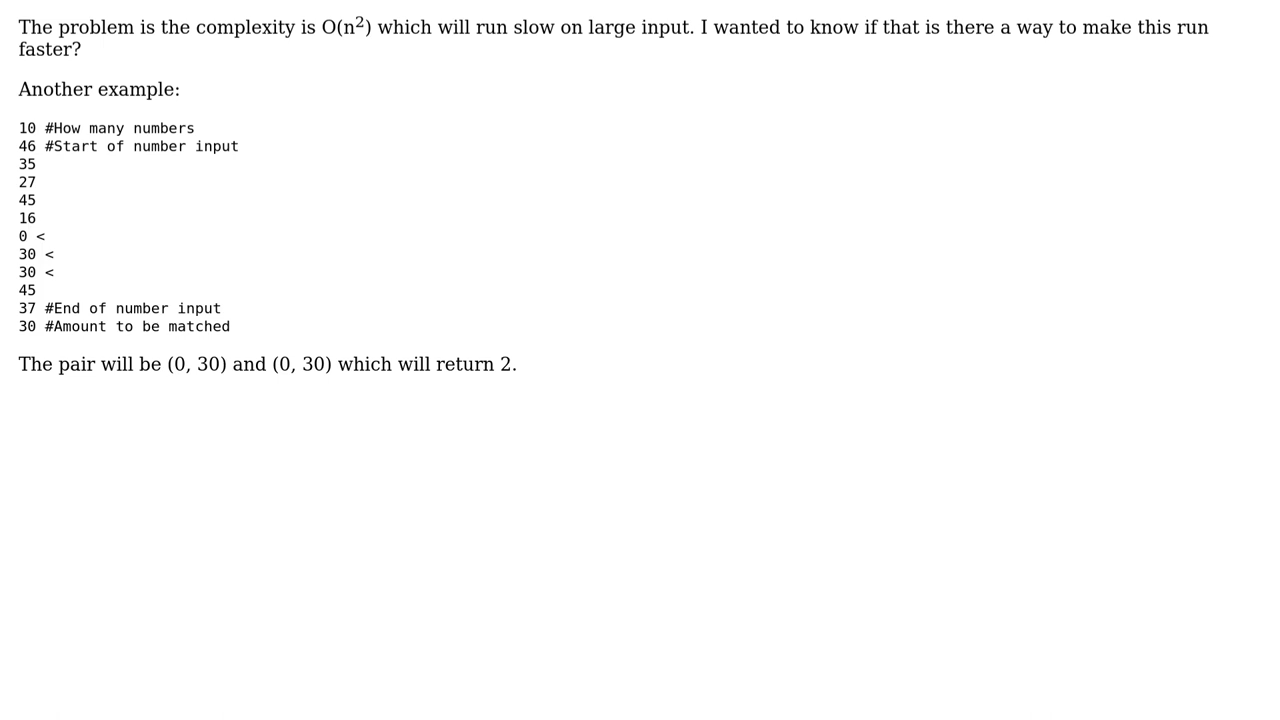 The problem is the complexity is O(n²) which will run slow on large input. I wanted to know if that is there a way to make this run
faster?
Another example:
10 #How many numbers
46 #Start of number input
35
27
45
16
0 <
30 <
30 <
45
37 #End of number input
30 #Amount to be matched
The pair will be (0, 30) and (0, 30) which will return 2.